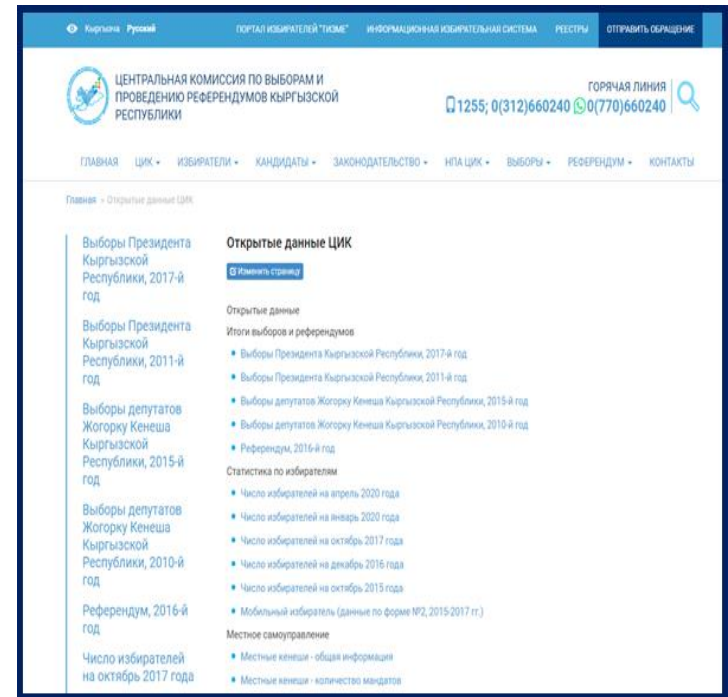 Кыргызча Русский
ПОРТАЛ ИЗБИРАТЕЛЕЙ "ТИЗМЕ" ИНФОРМАЦИОННАЯ ИЗБИРАТЕЛЬНАЯ СИСТЕМА РЕЕСТРЫ ОТПРАВИТЬ ОБРАЩЕНИЕ
ЦЕНТРАЛЬНАЯ КОМИССИЯ ПО ВЫБОРАМ И
ПРОВЕДЕНИЮ РЕФЕРЕНДУМОВ КЫРГЫЗСКОЙ
РЕСПУБЛИКИ
ГОРЯЧАЯ ЛИНИЯ
1255; 0(312)660240 0(770)660240
ГЛАВНАЯ ЦИК ИЗБИРАТЕЛИ КАНДИДАТЫ ЗАКОНОДАТЕЛЬСТВО НПА ЦИК ВЫБОРЫ РЕФЕРЕНДУМ КОНТАКТЫ
Главная » Открытые данные ЦИК
Выборы Президента
Кыргызской
Республики, 2017-й
год
Выборы Президента
Кыргызской
Республики, 2011-й
год
Выборы депутатов
Жогорку Кенеша
Кыргызской
Республики, 2015-й
год
Выборы депутатов
Жогорку Кенеша
Кыргызской
Республики, 2010-й
год
Референдум, 2016-й
год
Число избирателей
на октябрь 2017 года
Открытые данные ЦИК
Изменить страницу
Открытые данные
Итоги выборов и референдумов
Выборы Президента Кыргызской Республики, 2017-й год
Выборы Президента Кыргызской Республики, 2011-й год
Выборы депутатов Жогорку Кенеша Кыргызской Республики, 2015-й год
Выборы депутатов Жогорку Кенеша Кыргызской Республики, 2010-й год
Референдум, 2016-й год
Статистика по избирателям
Число избирателей на апрель 2020 года
Число избирателей на январь 2020 года
Число избирателей на октябрь 2017 года
Число избирателей на декабрь 2016 года
Число избирателей на октябрь 2015 года
Мобильный избиратель (данные по форме №2, 2015-2017 гг.)
Местное самоуправление
Местные кенеши - общая информация
Местные кенеши - количество мандатов